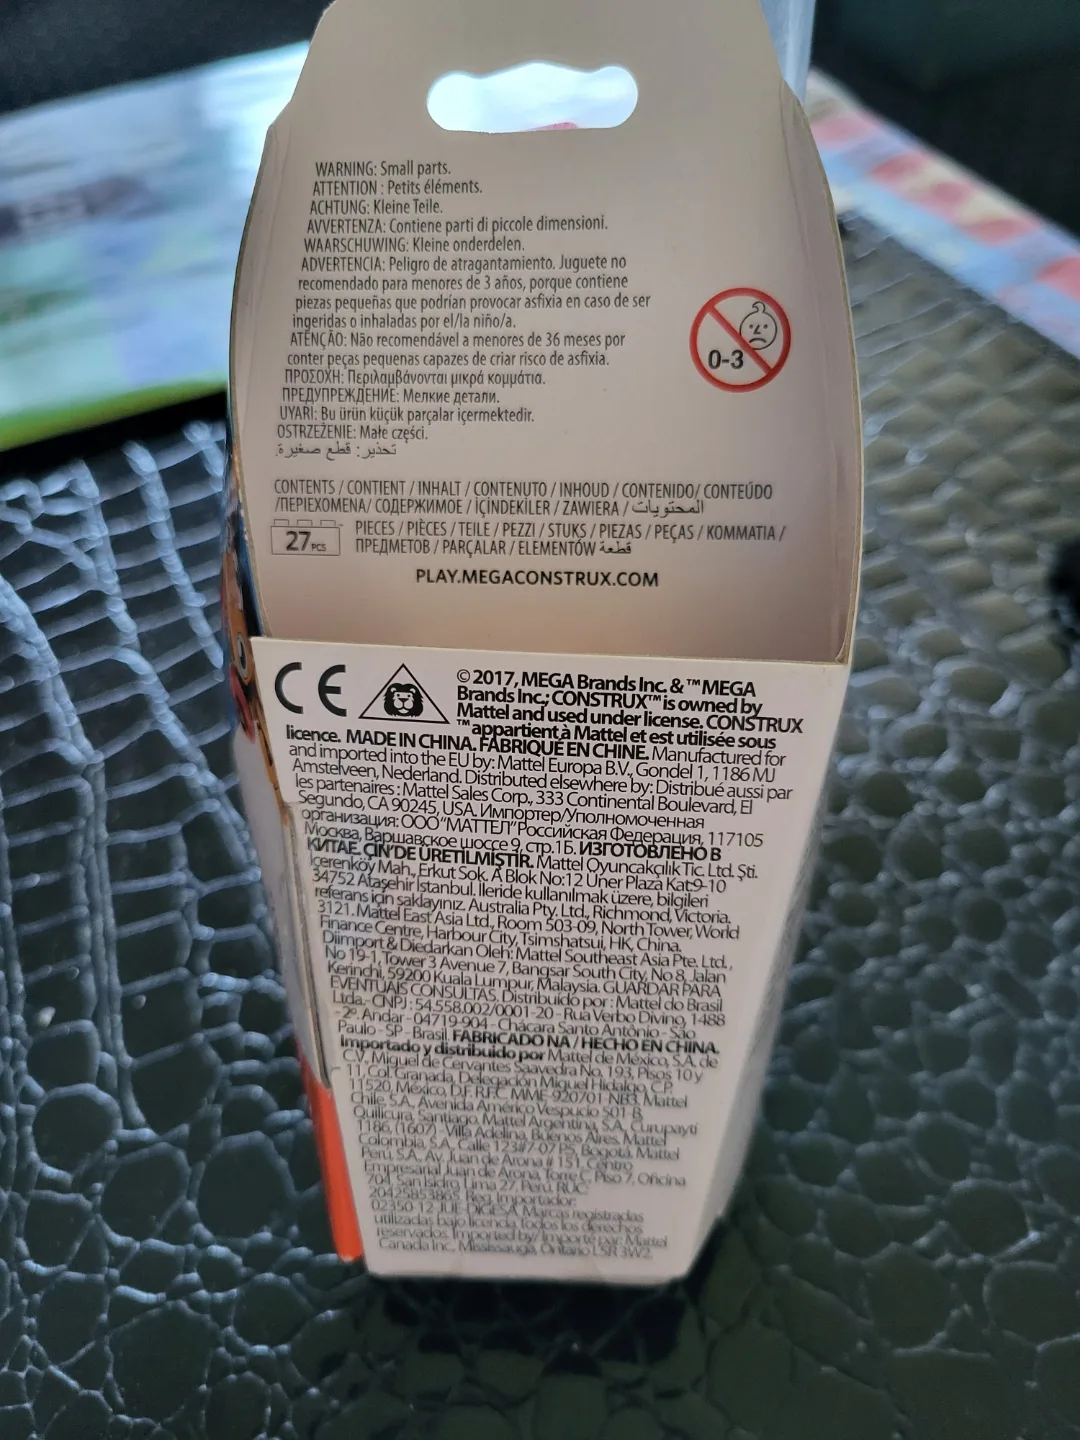 WARNING: Small parts.
ATTENTION : Petits éléments.
ACHTUNG: Kleine Teile.
AVVERTENZA: Contiene parti di piccole dimensioni.
WAARSCHUWING: Kleine onderdelen.
ADVERTENCIA: Peligro de atragantamiento. Juguete no
recomendado para menores de 3 años, porque contiene
piezas pequeñas que podrían provocar asfixia en caso de ser
ingeridas o inhaladas por el/la niño/a.
ATENÇÃO: Não recomendável a menores de 36 meses por
conter peças pequenas capazes de criar risco de asfixia.
ΠΡΟΣΟΧΗ: Περιλαμβάνονται μικρά κομμάτια.
ПРЕДУПРЕЖДЕНИЕ: Мелкие детали.
UYARI: Bu ürün küçük parçalar içermektedir.
OSTRZEŻENIE: Małe części.
تحذير: قطع صغيرة.
0-3
CONTENTS / CONTIENT / INHALT / CONTENUTO / INHOUD / CONTENIDO/ CONTEÚDO
/ΠΕΡΙΕΧΟΜΕΝΑ/ СОДЕРЖИМОЕ / İÇİNDEKİLER / ZAWIERA / المحتويات
27 PCS
PIECES / PIÈCES / TEILE / PEZZI / STUKS / PIEZAS / PEÇAS / ΚΟΜΜΑΤΙΑ /
ПРЕДМЕТОВ / PARÇALAR / ELEMENTÓW قطعة
PLAY.MEGACONSTRUX.COM
CE
© 2017, MEGA Brands Inc. & ™ MEGA
Brands Inc.; CONSTRUX™ is owned by
Mattel and used under license. CONSTRUX
™ appartient à Mattel et est utilisée sous
licence. MADE IN CHINA. FABRIQUÉ EN CHINE. Manufactured for
and imported into the EU by: Mattel Europa B.V., Gondel 1, 1186 MJ
Amstelveen, Nederland. Distributed elsewhere by: Distribué aussi par
les partenaires : Mattel Sales Corp., 333 Continental Boulevard, El
Segundo, CA 90245, USA. Импортер/Уполномоченная
организация: ООО "МАТТЕЛ" Российская Федерация, 117105
Москва, Варшавское шоссе 9, стр.1Б. ИЗГОТОВЛЕНО В
КИТАЕ. ÇİN'DE ÜRETİLMİŞTİR. Mattel Oyuncakçılık Tic. Ltd. Şti.
İçerenköy Mah., Erkut Sok. A Blok No:12 Üner Plaza Kat:9-10
34752 Ataşehir İstanbul. İleride kullanılmak üzere, bilgileri
referans için saklayınız. Australia Pty. Ltd., Richmond, Victoria.
3121. Mattel East Asia Ltd., Room 503-09, North Tower, World
Finance Centre, Harbour City, Tsimshatsui, HK, China.
Diimport & Diedarkan Oleh: Mattel Southeast Asia Pte. Ltd.,
No 19-1, Tower 3 Avenue 7, Bangsar South City, No 8, Jalan
Kerinchi, 59200 Kuala Lumpur, Malaysia. GUARDAR PARA
EVENTUAIS CONSULTAS. Distribuído por : Mattel do Brasil
Ltda.- CNPJ : 54.558.002/0001-20 - Rua Verbo Divino, 1488
- 2º. Andar - 04719-904 - Chácara Santo Antônio - São
Paulo - SP - Brasil. FABRICADO NA / HECHO EN CHINA.
Importado y distribuido por Mattel de México, S.A. de
C.V., Miguel de Cervantes Saavedra No. 193, Pisos 10 y
11, Col. Granada, Delegación Miguel Hidalgo, C.P.
11520, México, D.F. R.F.C. MME-920701-NB3. Mattel
Chile, S.A., Avenida Américo Vespucio 501-B,
Quilicura, Santiago. Mattel Argentina, S.A., Curupaytí
1186, (1607) - Villa Adelina, Buenos Aires. Mattel
Colombia, S.A., Calle 123#7-07 P.5, Bogotá. Mattel
Perú, S.A., Av. Juan de Arona # 151, Centro
Empresarial Juan de Arona, Torre C, Piso 7, Oficina
704, San Isidro, Lima 27, Perú, RUC:
20425853865. Reg. Importador:
02350-12-JUE-DIGESA. Marcas registradas
utilizadas bajo licencia, todos los derechos
reservados. Imported by/ Importé par: Mattel
Canada Inc., Mississauga, Ontario L5R 3W2.